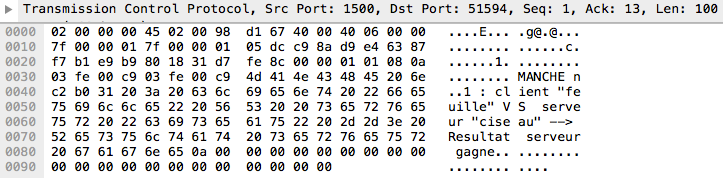 Transmission Control Protocol, Src Port: 1500, Dst Port: 51594, Seq: 1, Ack: 13, Len: 100
0000 02 00 00 00 45 02 00 98 d1 67 40 00 40 06 00 00 ....E... .g@.@...
0010 7f 00 00 01 7f 00 00 01 05 dc c9 8a d9 e4 63 87 ........ ......c.
0020 f7 b1 e9 b9 80 18 31 d7 fe 8c 00 00 01 01 08 0a ......1. ........
0030 03 fe 00 c9 03 fe 00 c9 4d 41 4e 43 48 45 20 6e ........ MANCHE n
0040 c2 b0 31 20 3a 20 63 6c 69 65 6e 74 20 22 66 65 ..1 : cl ient "fe
0050 75 69 6c 6c 65 22 20 56 53 20 20 73 65 72 76 65 uille" V S  serve
0060 75 72 20 22 63 69 73 65 61 75 22 20 2d 2d 3e 20 ur "cise au" -->
0070 52 65 73 75 6c 74 61 74 20 73 65 72 76 65 75 72 Resultat serveur
0080 20 67 61 67 6e 65 0a 00 00 00 00 00 00 00 00 00 gagne.. ........
0090 00 00 00 00 00 00 00 00 00 00 00 00 ........ ....